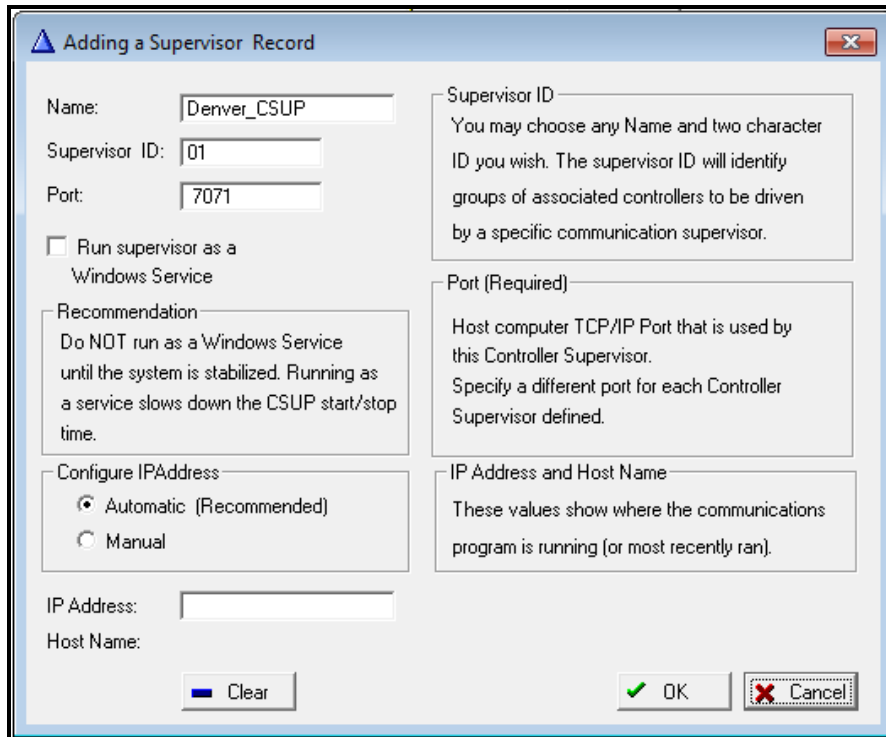 Adding a Supervisor Record
Name: Denver_CSUP
Supervisor ID: 01
Port: 7071
Run supervisor as a
Windows Service
Recommendation
Do NOT run as a Windows Service
until the system is stabilized. Running as
a service slows down the CSUP start/stop
time.
Configure IPAddress
Automatic (Recommended)
Manual
IP Address:
Host Name:
Clear
Supervisor ID
You may choose any Name and two character
ID you wish. The supervisor ID will identify
groups of associated controllers to be driven
by a specific communication supervisor.
Port (Required)
Host computer TCP/IP Port that is used by
this Controller Supervisor.
Specify a different port for each Controller
Supervisor defined.
IP Address and Host Name
These values show where the communications
program is running (or most recently ran).
OK
Cancel